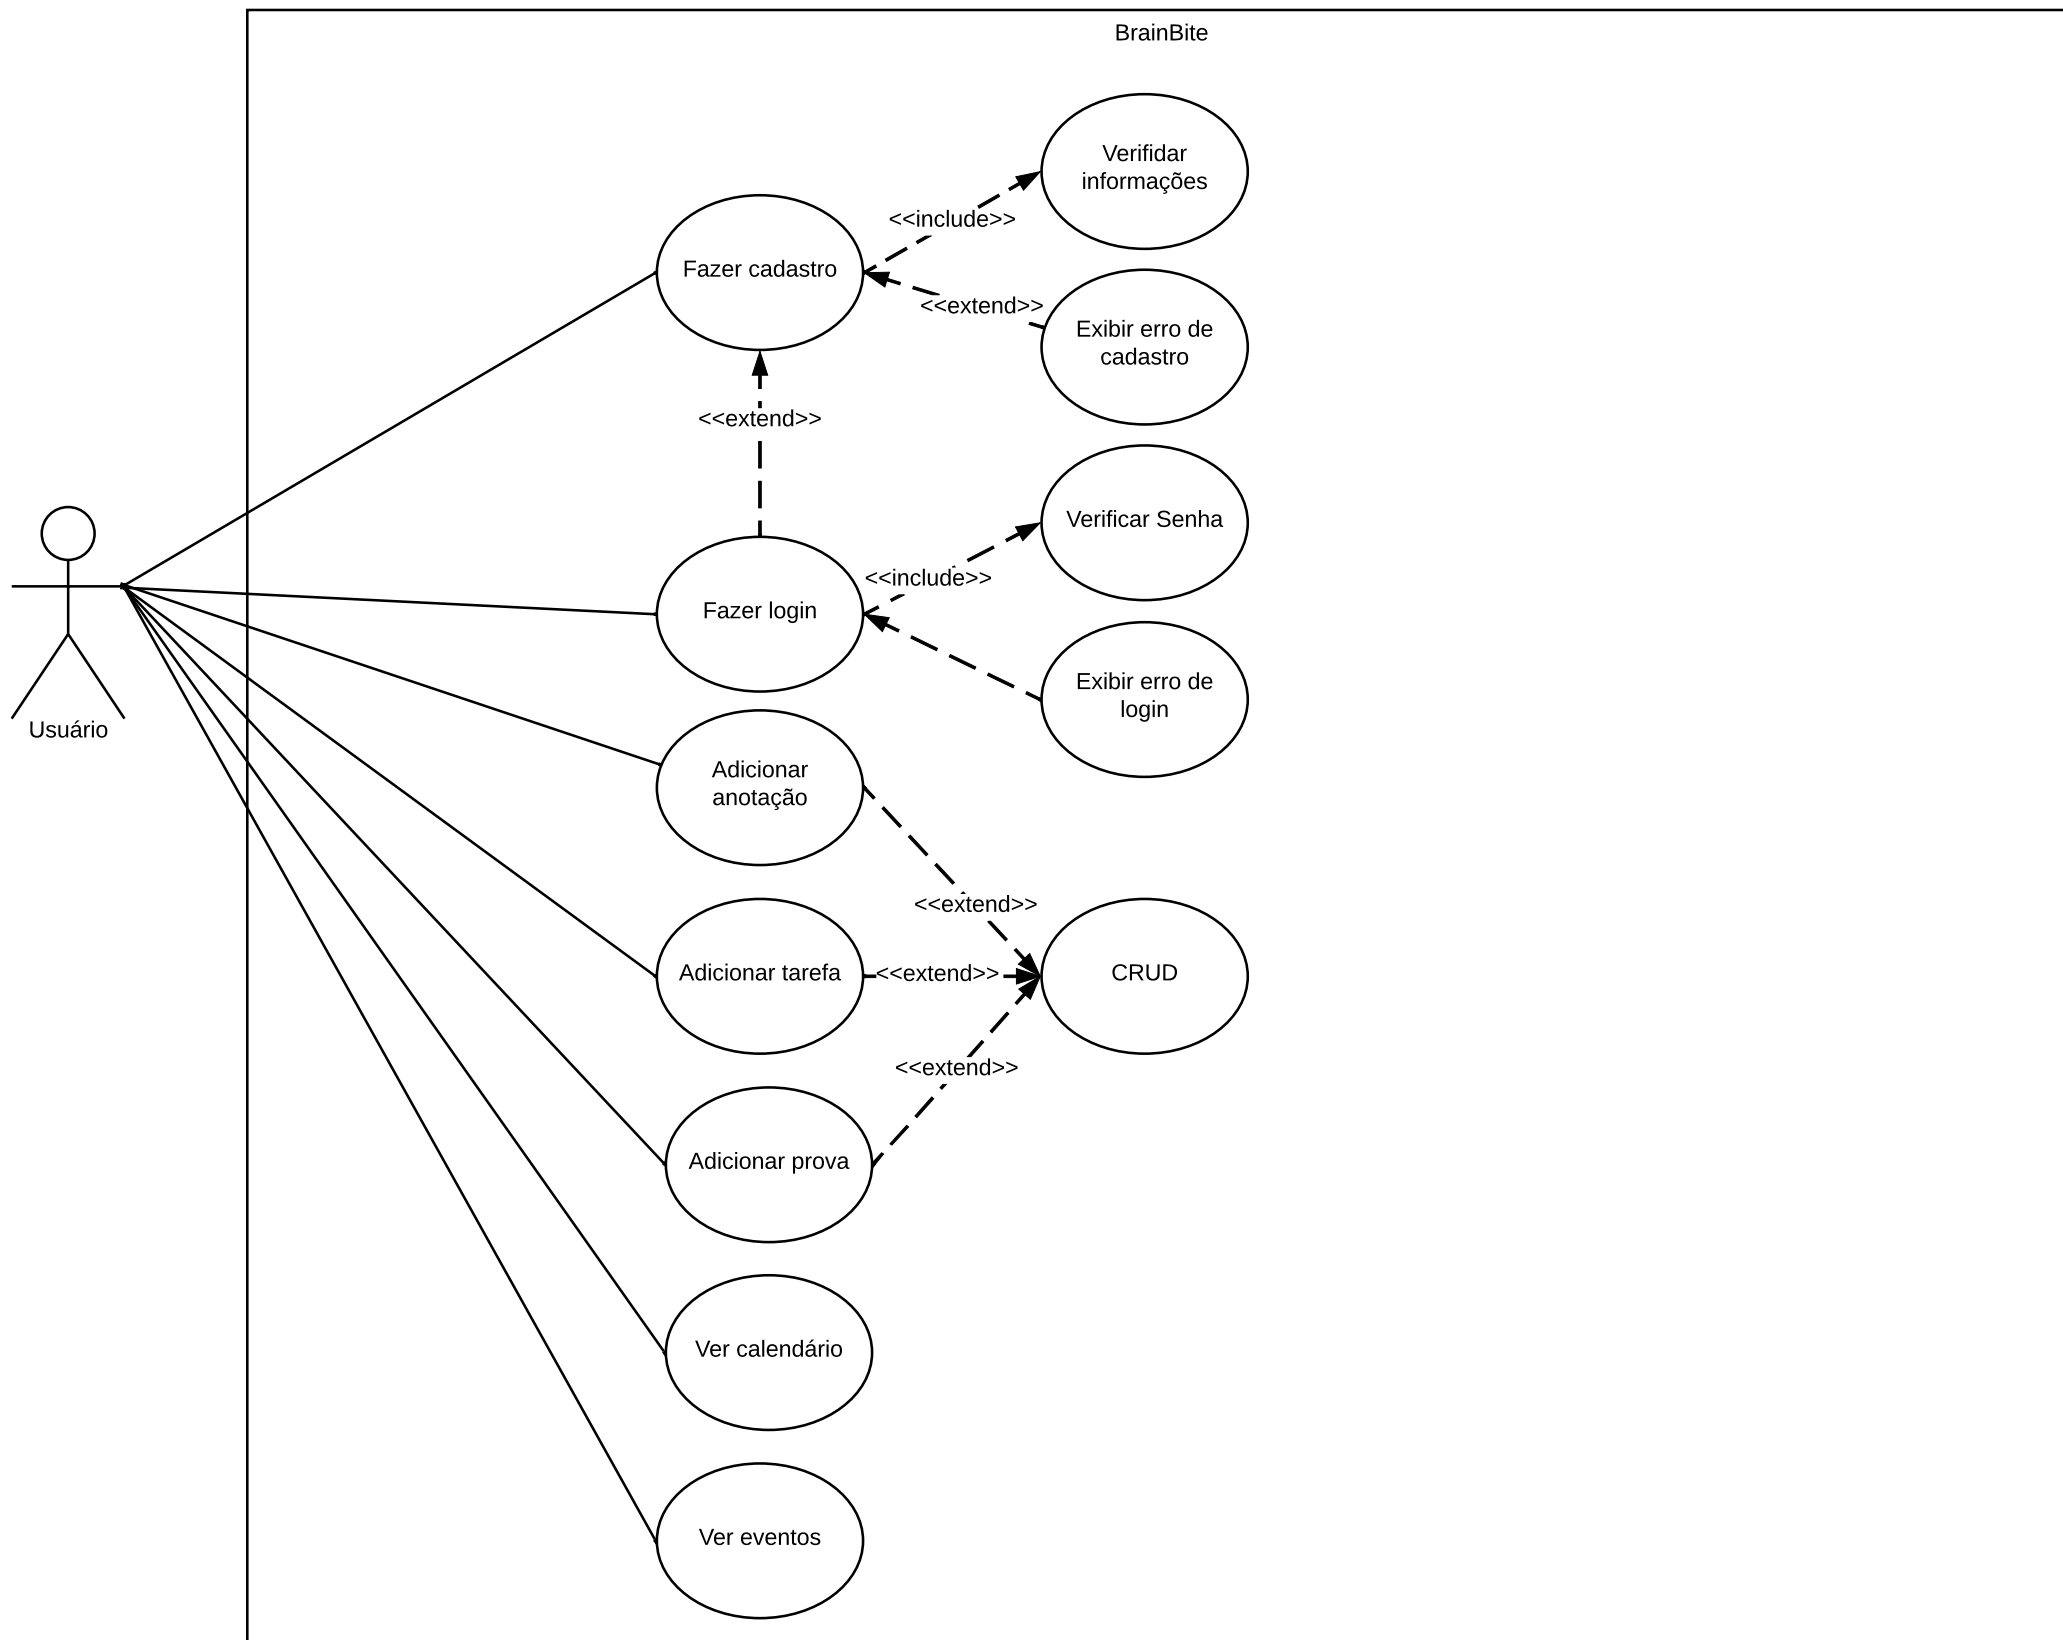 BrainBite
Verifidar
informações
<<include>>
Fazer cadastro
<<extend>>
Exibir erro de
cadastro
<<extend>>
Verificar Senha
<<include>>
Fazer login
Exibir erro de
login
Usuário
Adicionar
anotação
<<extend>>
Adicionar tarefa
<<extend>>
CRUD
<<extend>>
Adicionar prova
Ver calendário
Ver eventos